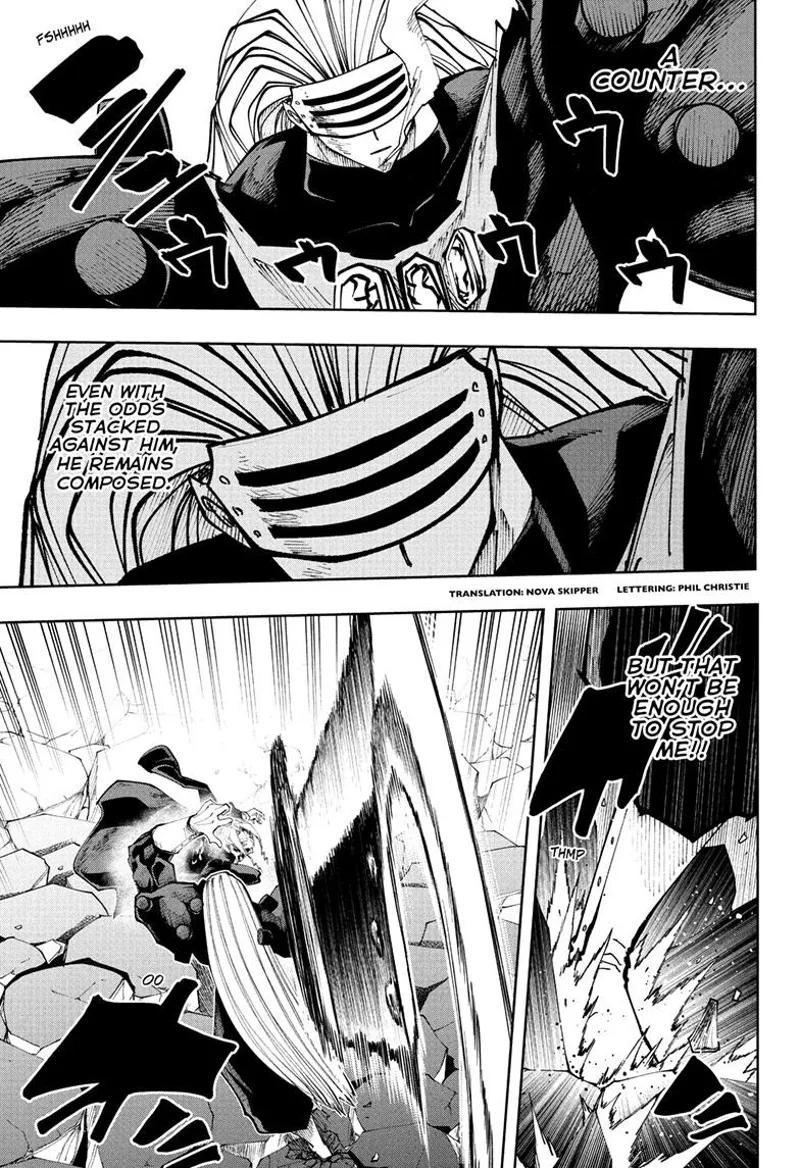 A
COUNTER...
FSHHHHH
ウ
ウ
ウ
ウ
ウ
EVEN WITH
THE ODDS
STACKED
AGAINST HIM,
HE REMAINS
COMPOSED.
TRANSLATION: NOVA SKIPPER LETTERING: PHIL CHRISTIE
BUT THAT
WON'T BE
ENOUGH
TO STOP
ME!!
THMP
OO